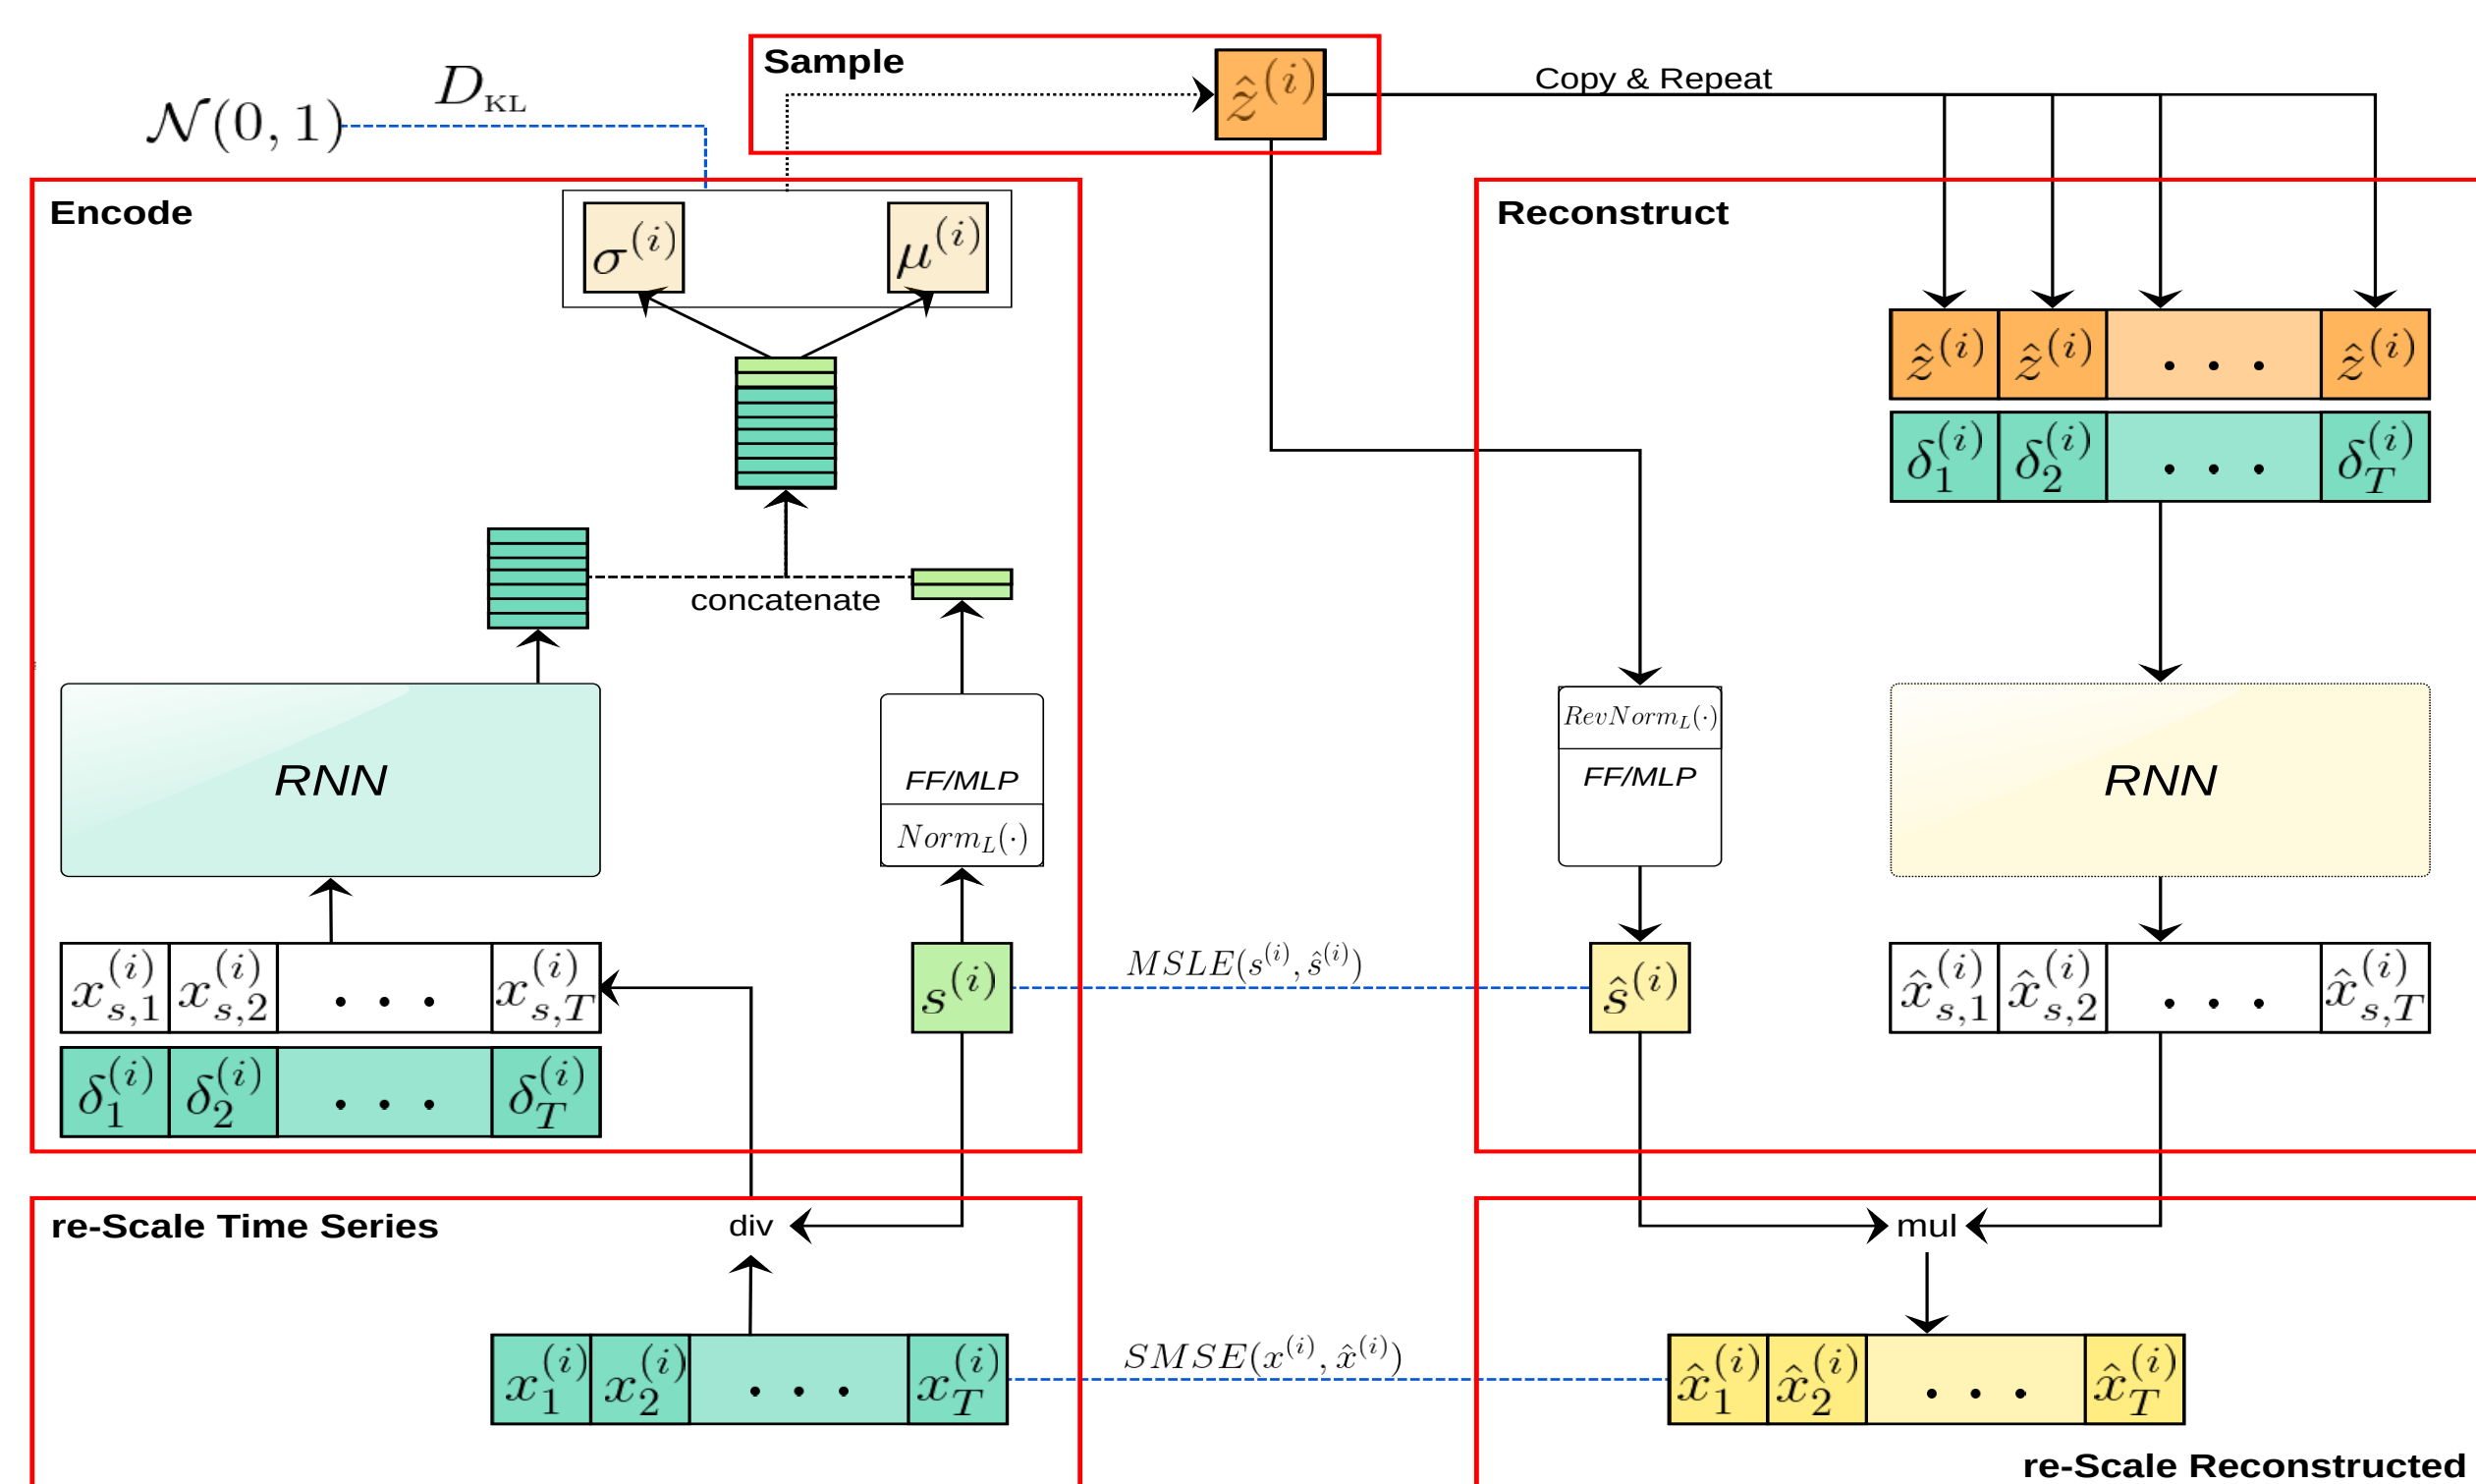 Sample
ẑ^(i)
Copy & Repeat
N(0, 1)
D_KL
Encode
σ^(i)
μ^(i)
Reconstruct
ẑ^(i) ẑ^(i) . . . ẑ^(i)
δ_1^(i) δ_2^(i) . . . δ_T^(i)
concatenate
RNN
FF/MLP
Norm_L(·)
RevNorm_L(·)
FF/MLP
RNN
x_{s,1}^(i) x_{s,2}^(i) . . . x_{s,T}^(i)
δ_1^(i) δ_2^(i) . . . δ_T^(i)
s^(i)
MSLE(s^(i), ŝ^(i))
ŝ^(i)
x̂_{s,1}^(i) x̂_{s,2}^(i) . . . x̂_{s,T}^(i)
re-Scale Time Series
div
mul
x_1^(i) x_2^(i) . . . x_T^(i)
SMSE(x^(i), x̂^(i))
x̂_1^(i) x̂_2^(i) . . . x̂_T^(i)
re-Scale Reconstructed